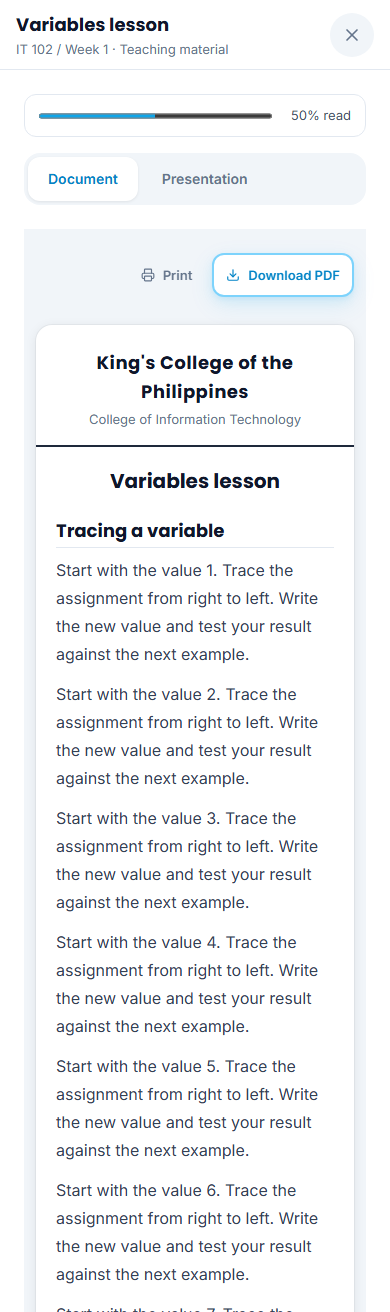 Variables lesson
IT 102 / Week 1 · Teaching material
50% read
Document Presentation
Print Download PDF
King's College of the
Philippines
College of Information Technology
Variables lesson
Tracing a variable
Start with the value 1. Trace the
assignment from right to left. Write
the new value and test your result
against the next example.
Start with the value 2. Trace the
assignment from right to left. Write
the new value and test your result
against the next example.
Start with the value 3. Trace the
assignment from right to left. Write
the new value and test your result
against the next example.
Start with the value 4. Trace the
assignment from right to left. Write
the new value and test your result
against the next example.
Start with the value 5. Trace the
assignment from right to left. Write
the new value and test your result
against the next example.
Start with the value 6. Trace the
assignment from right to left. Write
the new value and test your result
against the next example.